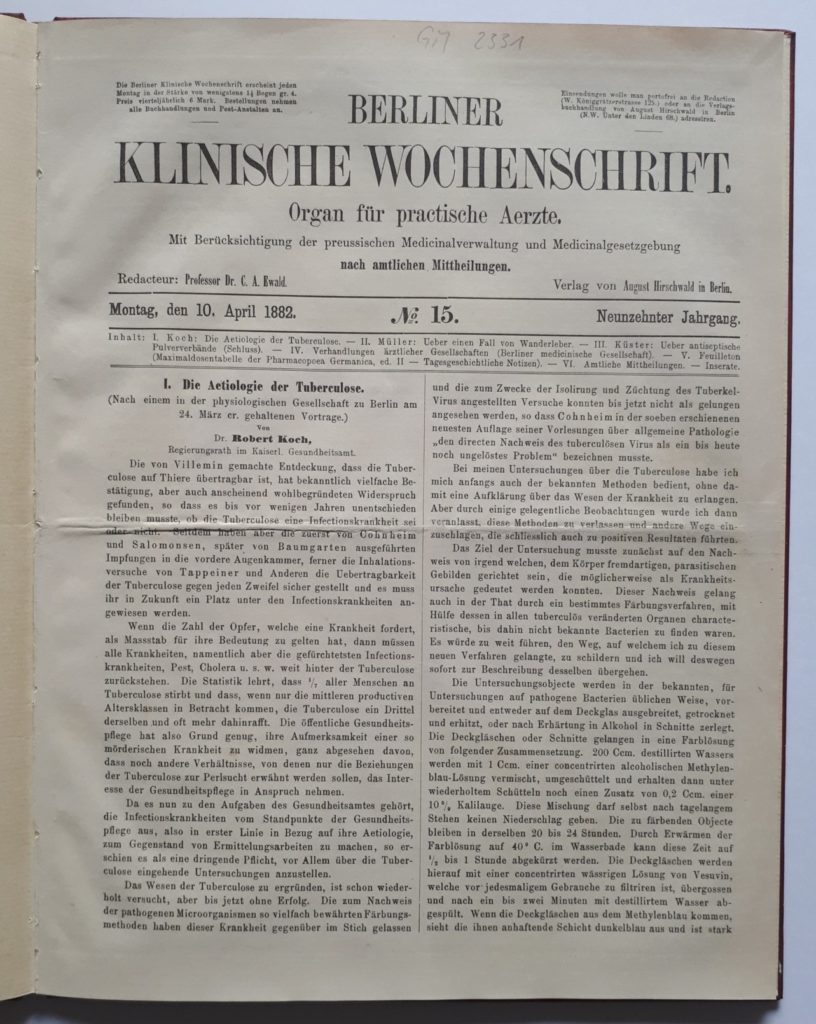 GM 2331
Die Berliner Klinische Wochenschrift erscheint jeden
Montag in der Stärke von wenigstens 1½ Bogen gr. 4.
Preis vierteljährlich 6 Mark. Bestellungen nehmen
alle Buchhandlungen und Post-Anstalten an.
Einsendungen wolle man portofrei an die Redaction
(W. Königgrätzerstrasse 125.) oder an die Verlags-
buchhandlung von August Hirschwald in Berlin
(N.W. Unter den Linden 68.) adressiren.
BERLINER
KLINISCHE WOCHENSCHRIFT.
Organ für practische Aerzte.
Mit Berücksichtigung der preussischen Medicinalverwaltung und Medicinalgesetzgebung
nach amtlichen Mittheilungen.
Redacteur: Professor Dr. C. A. Ewald.
Verlag von August Hirschwald in Berlin.
Montag, den 10. April 1882.
№ 15.
Neunzehnter Jahrgang.
Inhalt: I. Koch: Die Aetiologie der Tuberculose. — II. Müller: Ueber einen Fall von Wanderleber. — III. Küster: Ueber antiseptische
Pulververbände (Schluss). — IV. Verhandlungen ärztlicher Gesellschaften (Berliner medicinische Gesellschaft). — V. Feuilleton
(Maximaldosentabelle der Pharmacopoea Germanica, ed. II — Tagesgeschichtliche Notizen). — VI. Amtliche Mittheilungen. — Inserate.
I. Die Aetiologie der Tuberculose.
(Nach einem in der physiologischen Gesellschaft zu Berlin am
24. März cr. gehaltenen Vortrage.)
Von
Dr. Robert Koch,
Regierungsrath im Kaiserl. Gesundheitsamt.
Die von Villemin gemachte Entdeckung, dass die Tuber-
culose auf Thiere übertragbar ist, hat bekanntlich vielfache Be-
stätigung, aber auch anscheinend wohlbegründeten Widerspruch
gefunden, so dass es bis vor wenigen Jahren unentschieden
bleiben musste, ob die Tuberculose eine Infectionskrankheit sei
oder nicht. Seitdem haben aber die zuerst von Cohnheim
und Salomonsen, später von Baumgarten ausgeführten
Impfungen in die vordere Augenkammer, ferner die Inhalations-
versuche von Tappeiner und Anderen die Uebertragbarkeit
der Tuberculose gegen jeden Zweifel sicher gestellt und es muss
ihr in Zukunft ein Platz unter den Infectionskrankheiten an-
gewiesen werden.
Wenn die Zahl der Opfer, welche eine Krankheit fordert,
als Massstab für ihre Bedeutung zu gelten hat, dann müssen
alle Krankheiten, namentlich aber die gefürchtetsten Infections-
krankheiten, Pest, Cholera u. s. w. weit hinter der Tuberculose
zurückstehen. Die Statistik lehrt, dass 1/7 aller Menschen an
Tuberculose stirbt und dass, wenn nur die mittleren productiven
Altersklassen in Betracht kommen, die Tuberculose ein Drittel
derselben und oft mehr dahinrafft. Die öffentliche Gesundheits-
pflege hat also Grund genug, ihre Aufmerksamkeit einer so
mörderischen Krankheit zu widmen, ganz abgesehen davon,
dass noch andere Verhältnisse, von denen nur die Beziehungen
der Tuberculose zur Perlsucht erwähnt werden sollen, das Inter-
esse der Gesundheitspflege in Anspruch nehmen.
Da es nun zu den Aufgaben des Gesundheitsamtes gehört,
die Infectionskrankheiten vom Standpunkte der Gesundheits-
pflege aus, also in erster Linie in Bezug auf ihre Aetiologie,
zum Gegenstand von Ermittelungsarbeiten zu machen, so er-
schien es als eine dringende Pflicht, vor Allem über die Tuber-
culose eingehende Untersuchungen anzustellen.
Das Wesen der Tuberculose zu ergründen, ist schon wieder-
holt versucht, aber bis jetzt ohne Erfolg. Die zum Nachweis
der pathogenen Microorganismen so vielfach bewährten Färbungs-
methoden haben dieser Krankheit gegenüber im Stich gelassen
und die zum Zwecke der Isolirung und Züchtung des Tuberkel-
Virus angestellten Versuche konnten bis jetzt nicht als gelungen
angesehen werden, so dass Cohnheim in der soeben erschienenen
neuesten Auflage seiner Vorlesungen über allgemeine Pathologie
„den directen Nachweis des tuberculösen Virus als ein bis heute
noch ungelöstes Problem“ bezeichnen musste.
Bei meinen Untersuchungen über die Tuberculose habe ich
mich anfangs auch der bekannten Methoden bedient, ohne da-
mit eine Aufklärung über das Wesen der Krankheit zu erlangen.
Aber durch einige gelegentliche Beobachtungen wurde ich dann
veranlasst, diese Methoden zu verlassen und andere Wege ein-
zuschlagen, die schliesslich auch zu positiven Resultaten führten.
Das Ziel der Untersuchung musste zunächst auf den Nach-
weis von irgend welchen, dem Körper fremdartigen, parasitischen
Gebilden gerichtet sein, die möglicherweise als Krankheits-
ursache gedeutet werden konnten. Dieser Nachweis gelang
auch in der That durch ein bestimmtes Färbungsverfahren, mit
Hülfe dessen in allen tuberculös veränderten Organen characte-
ristische, bis dahin nicht bekannte Bacterien zu finden waren.
Es würde zu weit führen, den Weg, auf welchem ich zu diesem
neuen Verfahren gelangte, zu schildern und ich will deswegen
sofort zur Beschreibung desselben übergehen.
Die Untersuchungsobjecte werden in der bekannten, für
Untersuchungen auf pathogene Bacterien üblichen Weise, vor-
bereitet und entweder auf dem Deckglas ausgebreitet, getrocknet
und erhitzt, oder nach Erhärtung in Alkohol in Schnitte zerlegt.
Die Deckgläschen oder Schnitte gelangen in eine Farblösung
von folgender Zusammensetzung. 200 Ccm. destillirten Wassers
werden mit 1 Ccm. einer concentrirten alcoholischen Methylen-
blau-Lösung vermischt, umgeschüttelt und erhalten dann unter
wiederholtem Schütteln noch einen Zusatz von 0,2 Ccm. einer
10 % Kalilauge. Diese Mischung darf selbst nach tagelangem
Stehen keinen Niederschlag geben. Die zu färbenden Objecte
bleiben in derselben 20 bis 24 Stunden. Durch Erwärmen der
Farblösung auf 40° C. im Wasserbade kann diese Zeit auf
1/2 bis 1 Stunde abgekürzt werden. Die Deckgläschen werden
hierauf mit einer concentrirten wässrigen Lösung von Vesuvin,
welche vor jedesmaligem Gebrauche zu filtriren ist, übergossen
und nach ein bis zwei Minuten mit destillirtem Wasser ab-
gespült. Wenn die Deckgläschen aus dem Methylenblau kommen,
sieht die ihnen anhaftende Schicht dunkelblau aus und ist stark